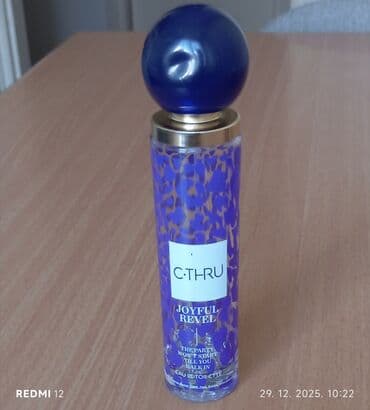 C·THRU
JOYFUL
REVEL
THE PARTY
WON'T START
TILL YOU
WALK IN
EAU DE TOILETTE
REDMI 12
29. 12. 2025. 10:22